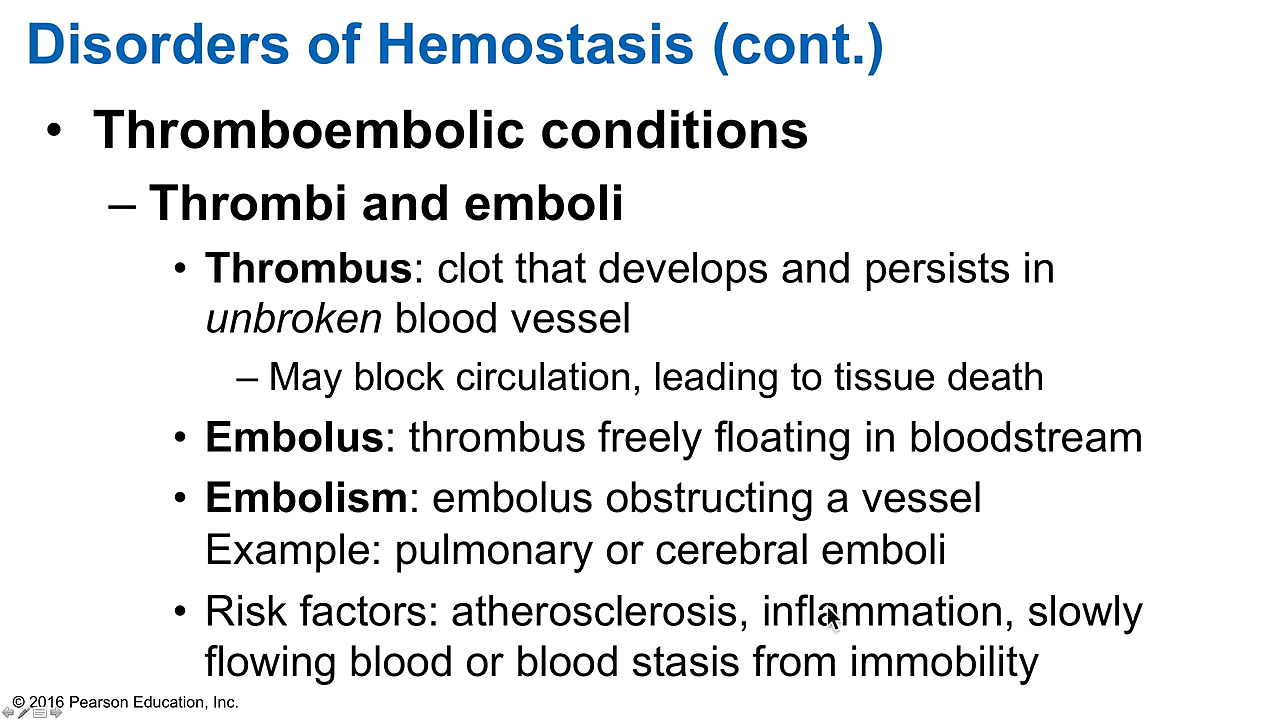 Disorders of Hemostasis (cont.)
• Thromboembolic conditions
– Thrombi and emboli
• Thrombus: clot that develops and persists in
unbroken blood vessel
– May block circulation, leading to tissue death
• Embolus: thrombus freely floating in bloodstream
• Embolism: embolus obstructing a vessel
Example: pulmonary or cerebral emboli
• Risk factors: atherosclerosis, inflammation, slowly
flowing blood or blood stasis from immobility
© 2016 Pearson Education, Inc.